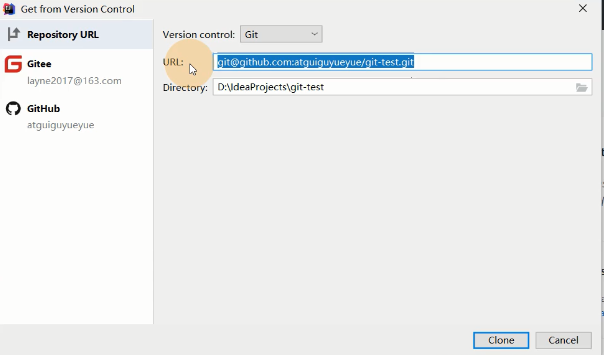 Get from Version Control
Repository URL
Version control: Git
Gitee
layne2017@163.com
URL: git@github.com:atguiguyueyue/git-test.git
Directory: D:\IdeaProjects\git-test
GitHub
atguiguyueyue
Clone Cancel